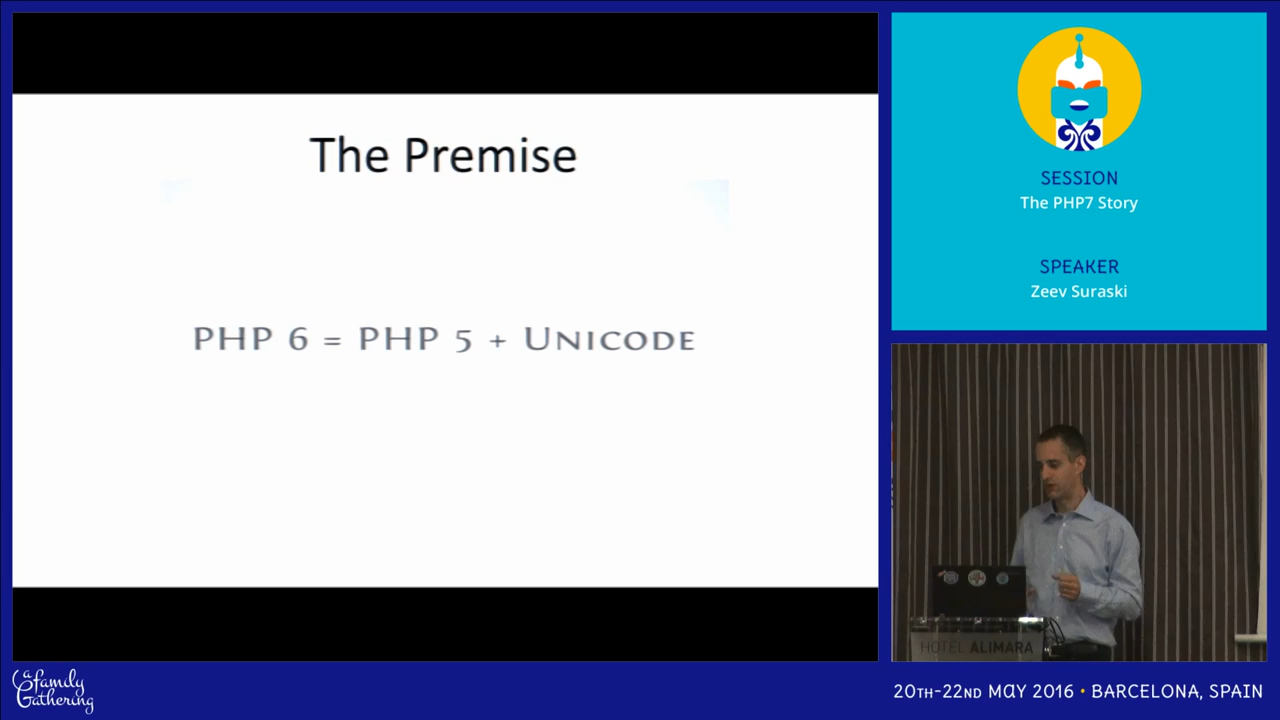 The Premise
PHP 6 = PHP 5 + UNICODE
SESSION
The PHP7 Story
SPEAKER
Zeev Suraski
HOTEL ALIMARA
a family
Gathering
20TH-22ND MAY 2016 • BARCELONA, SPAIN